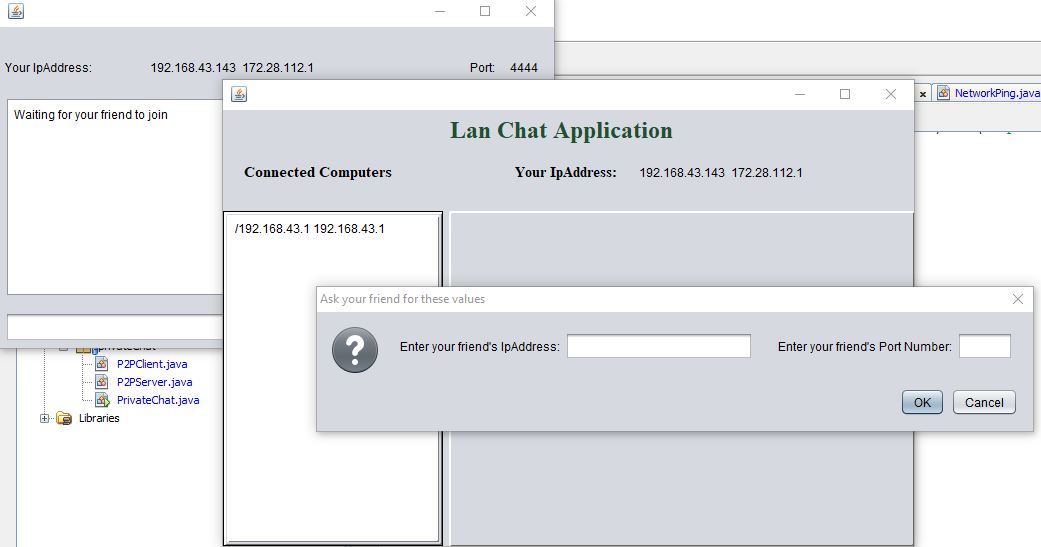 Your IpAddress: 192.168.43.143 172.28.112.1 Port: 4444
Waiting for your friend to join
NetworkPing.java
Lan Chat Application
Connected Computers
Your IpAddress: 192.168.43.143 172.28.112.1
/192.168.43.1 192.168.43.1
Ask your friend for these values
Enter your friend's IpAddress:
Enter your friend's Port Number:
OK
Cancel
P2PClient.java
P2PServer.java
PrivateChat.java
Libraries